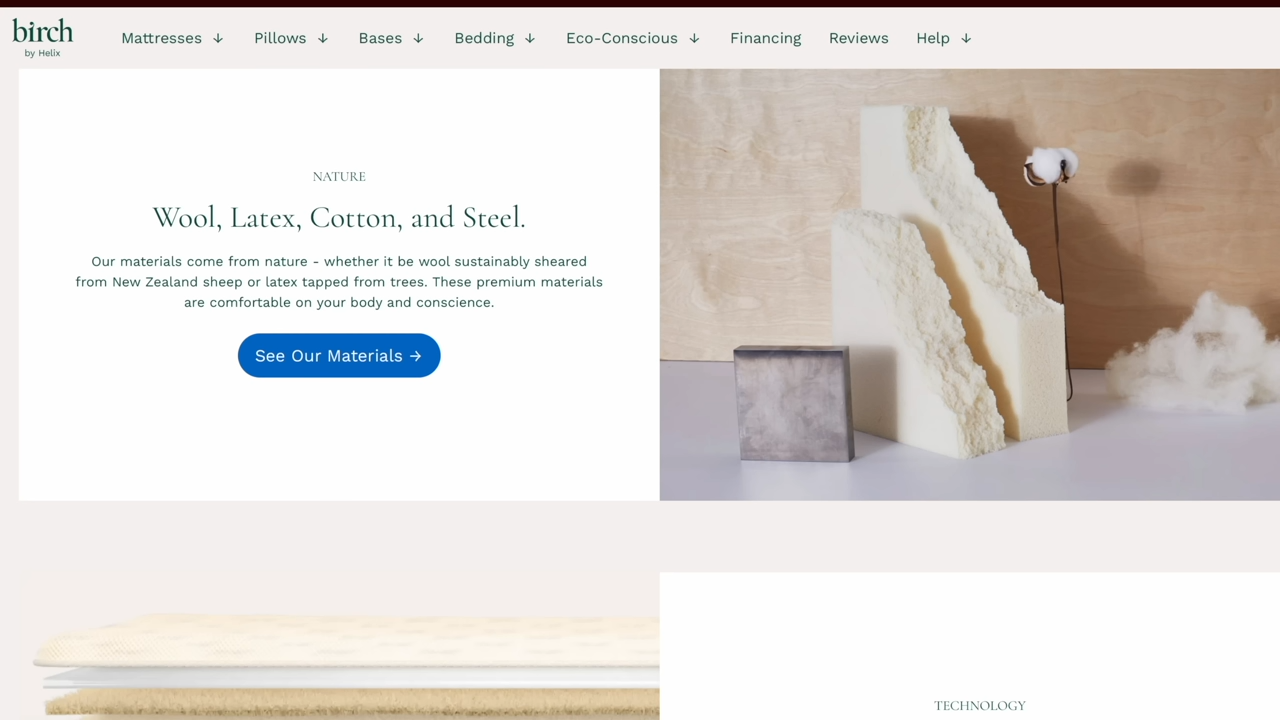 birch
by Helix
Mattresses ↓ Pillows ↓ Bases ↓ Bedding ↓ Eco-Conscious ↓ Financing Reviews Help ↓
NATURE
Wool, Latex, Cotton, and Steel.
Our materials come from nature - whether it be wool sustainably sheared
from New Zealand sheep or latex tapped from trees. These premium materials
are comfortable on your body and conscience.
See Our Materials →
TECHNOLOGY